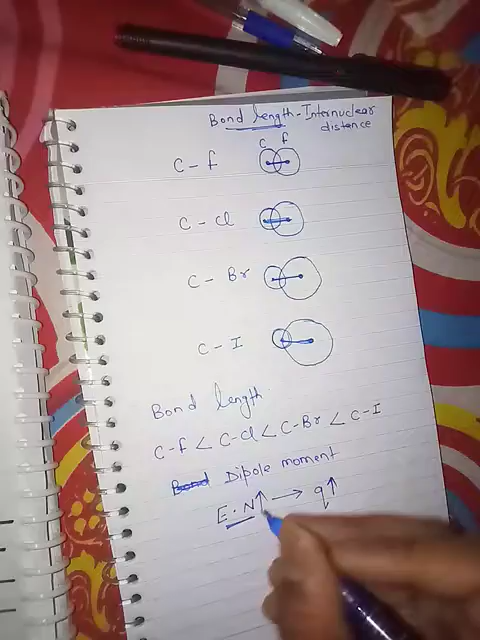 Bond length - Internuclear
distance
C f
C - f
C - Cl
C - Br
C - I
Bond length
C-f < C-Cl < C-Br < C-I
Bond Dipole moment
E.N↑ → q↑